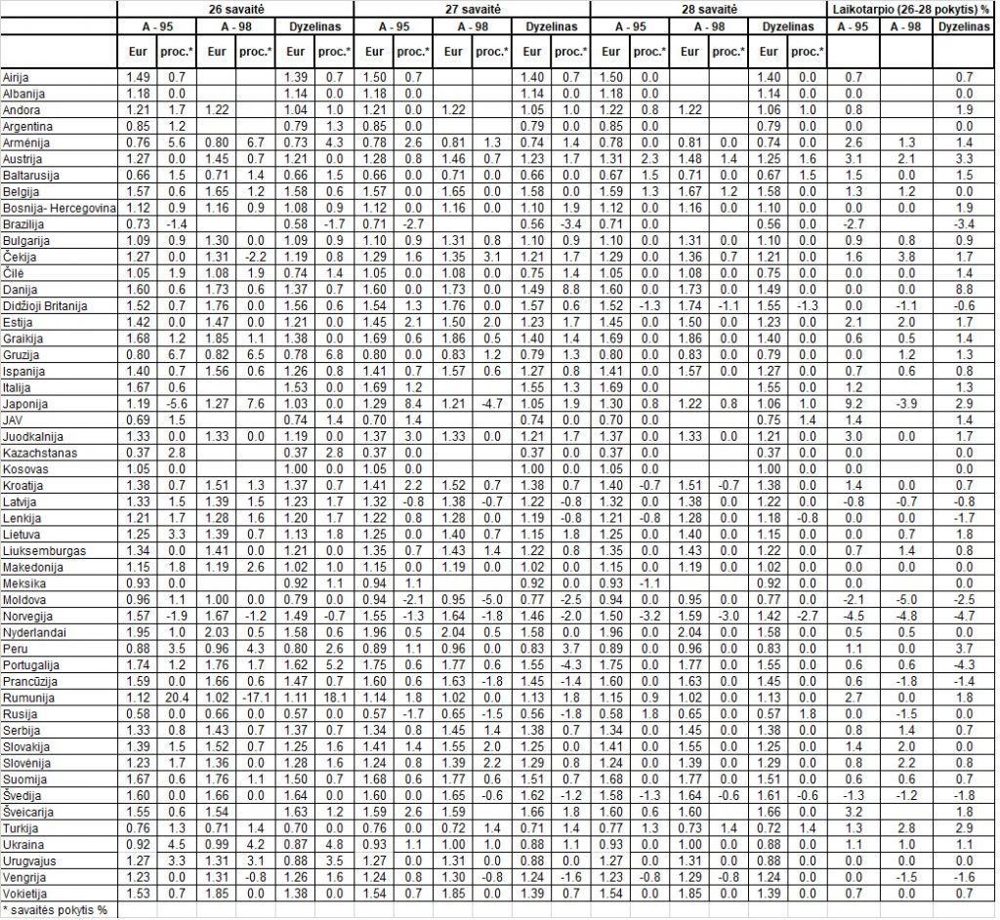 26 savaitė 27 savaitė 28 savaitė Laikotarpio (26-28 pokytis) %
A - 95 A - 98 Dyzelinas A - 95 A - 98 Dyzelinas A - 95 A - 98 Dyzelinas A - 95 A - 98 Dyzelinas
Eur proc.* Eur proc.* Eur proc.* Eur proc.* Eur proc.* Eur proc.* Eur proc.* Eur proc.* Eur proc.*
Airija 1.49 0.7 1.39 0.7 1.50 0.7 1.40 0.7 1.50 0.0 1.40 0.0 0.7 0.7
Albanija 1.18 0.0 1.14 0.0 1.18 0.0 1.14 0.0 1.18 0.0 1.14 0.0 0.0 0.0
Andora 1.21 1.7 1.22 1.04 1.0 1.21 0.0 1.22 1.05 1.0 1.22 0.8 1.22 1.06 1.0 0.8 1.9
Argentina 0.85 1.2 0.79 1.3 0.85 0.0 0.79 0.0 0.85 0.0 0.79 0.0 0.0 0.0
Armėnija 0.76 5.6 0.80 6.7 0.73 4.3 0.78 2.6 0.81 1.3 0.74 1.4 0.78 0.0 0.81 0.0 0.74 0.0 2.6 1.3 1.4
Austrija 1.27 0.0 1.45 0.7 1.21 0.0 1.28 0.8 1.46 0.7 1.23 1.7 1.31 2.3 1.48 1.4 1.25 1.6 3.1 2.1 3.3
Baltarusija 0.66 1.5 0.71 1.4 0.66 1.5 0.66 0.0 0.71 0.0 0.66 0.0 0.67 1.5 0.71 0.0 0.67 1.5 1.5 0.0 1.5
Belgija 1.57 0.6 1.65 1.2 1.58 0.6 1.57 0.0 1.65 0.0 1.58 0.0 1.59 1.3 1.67 1.2 1.58 0.0 1.3 1.2 0.0
Bosnija- Hercegovina 1.12 0.9 1.16 0.9 1.08 0.9 1.12 0.0 1.16 0.0 1.10 1.9 1.12 0.0 1.16 0.0 1.10 0.0 0.0 0.0 1.9
Brazilija 0.73 -1.4 0.58 -1.7 0.71 -2.7 0.56 -3.4 0.71 0.0 0.56 0.0 -2.7 -3.4
Bulgarija 1.09 0.9 1.30 0.0 1.09 0.9 1.10 0.9 1.31 0.8 1.10 0.9 1.10 0.0 1.31 0.0 1.10 0.0 0.9 0.8 0.9
Čekija 1.27 0.0 1.31 -2.2 1.19 0.8 1.29 1.6 1.35 3.1 1.21 1.7 1.29 0.0 1.36 0.7 1.21 0.0 1.6 3.8 1.7
Čilė 1.05 1.9 1.08 1.9 0.74 1.4 1.05 0.0 1.08 0.0 0.75 1.4 1.05 0.0 1.08 0.0 0.75 0.0 0.0 0.0 1.4
Danija 1.60 0.6 1.73 0.6 1.37 0.7 1.60 0.0 1.73 0.0 1.49 8.8 1.60 0.0 1.73 0.0 1.49 0.0 0.0 0.0 8.8
Didžioji Britanija 1.52 0.7 1.76 0.0 1.56 0.6 1.54 1.3 1.76 0.0 1.57 0.6 1.52 -1.3 1.74 -1.1 1.55 -1.3 0.0 -1.1 -0.6
Estija 1.42 0.0 1.47 0.0 1.21 0.0 1.45 2.1 1.50 2.0 1.23 1.7 1.45 0.0 1.50 0.0 1.23 0.0 2.1 2.0 1.7
Graikija 1.68 1.2 1.85 1.1 1.38 0.0 1.69 0.6 1.86 0.5 1.40 1.4 1.69 0.0 1.86 0.0 1.40 0.0 0.6 0.5 1.4
Gruzija 0.80 6.7 0.82 6.5 0.78 6.8 0.80 0.0 0.83 1.2 0.79 1.3 0.80 0.0 0.83 0.0 0.79 0.0 0.0 1.2 1.3
Ispanija 1.40 0.7 1.56 0.6 1.26 0.8 1.41 0.7 1.57 0.6 1.27 0.8 1.41 0.0 1.57 0.0 1.27 0.0 0.7 0.6 0.8
Italija 1.67 0.6 1.53 0.0 1.69 1.2 1.55 1.3 1.69 0.0 1.55 0.0 1.2 1.3
Japonija 1.19 -5.6 1.27 7.6 1.03 0.0 1.29 8.4 1.21 -4.7 1.05 1.9 1.30 0.8 1.22 0.8 1.06 1.0 9.2 -3.9 2.9
JAV 0.69 1.5 0.74 1.4 0.70 1.4 0.74 0.0 0.70 0.0 0.75 1.4 1.4 1.4
Juodkalnija 1.33 0.0 1.33 0.0 1.19 0.0 1.37 3.0 1.33 0.0 1.21 1.7 1.37 0.0 1.33 0.0 1.21 0.0 3.0 0.0 1.7
Kazachstanas 0.37 2.8 0.37 2.8 0.37 0.0 0.37 0.0 0.37 0.0 0.37 0.0 0.0 0.0
Kosovas 1.05 0.0 1.00 0.0 1.05 0.0 1.00 0.0 1.05 0.0 1.00 0.0 0.0 0.0
Kroatija 1.38 0.7 1.51 1.3 1.37 0.7 1.41 2.2 1.52 0.7 1.38 0.7 1.40 -0.7 1.51 -0.7 1.38 0.0 1.4 0.0 0.7
Latvija 1.33 1.5 1.39 1.5 1.23 1.7 1.32 -0.8 1.38 -0.7 1.22 -0.8 1.32 0.0 1.38 0.0 1.22 0.0 -0.8 -0.7 -0.8
Lenkija 1.21 1.7 1.28 1.6 1.20 1.7 1.22 0.8 1.28 0.0 1.19 -0.8 1.21 -0.8 1.28 0.0 1.18 -0.8 0.0 0.0 -1.7
Lietuva 1.25 3.3 1.39 0.7 1.13 1.8 1.25 0.0 1.40 0.7 1.15 1.8 1.25 0.0 1.40 0.0 1.15 0.0 0.0 0.7 1.8
Liuksemburgas 1.34 0.0 1.41 0.0 1.21 0.0 1.35 0.7 1.43 1.4 1.22 0.8 1.35 0.0 1.43 0.0 1.22 0.0 0.7 1.4 0.8
Makedonija 1.15 1.8 1.19 2.6 1.02 1.0 1.15 0.0 1.19 0.0 1.02 0.0 1.15 0.0 1.19 0.0 1.02 0.0 0.0 0.0 0.0
Meksika 0.93 0.0 0.92 1.1 0.94 1.1 0.92 0.0 0.93 -1.1 0.92 0.0 0.0 0.0
Moldova 0.96 1.1 1.00 0.0 0.79 0.0 0.94 -2.1 0.95 -5.0 0.77 -2.5 0.94 0.0 0.95 0.0 0.77 0.0 -2.1 -5.0 -2.5
Norvegija 1.57 -1.9 1.67 -1.2 1.49 -0.7 1.55 -1.3 1.64 -1.8 1.46 -2.0 1.50 -3.2 1.59 -3.0 1.42 -2.7 -4.5 -4.8 -4.7
Nyderlandai 1.95 1.0 2.03 0.5 1.58 0.6 1.96 0.5 2.04 0.5 1.58 0.0 1.96 0.0 2.04 0.0 1.58 0.0 0.5 0.5 0.0
Peru 0.88 3.5 0.96 4.3 0.80 2.6 0.89 1.1 0.96 0.0 0.83 3.7 0.89 0.0 0.96 0.0 0.83 0.0 1.1 0.0 3.7
Portugalija 1.74 1.2 1.76 1.7 1.62 5.2 1.75 0.6 1.77 0.6 1.55 -4.3 1.75 0.0 1.77 0.0 1.55 0.0 0.6 0.6 -4.3
Prancūzija 1.59 0.0 1.66 0.6 1.47 0.7 1.60 0.6 1.63 -1.8 1.45 -1.4 1.60 0.0 1.63 0.0 1.45 0.0 0.6 -1.8 -1.4
Rumunija 1.12 20.4 1.02 -17.1 1.11 18.1 1.14 1.8 1.02 0.0 1.13 1.8 1.15 0.9 1.02 0.0 1.13 0.0 2.7 0.0 1.8
Rusija 0.58 0.0 0.66 0.0 0.57 0.0 0.57 -1.7 0.65 -1.5 0.56 -1.8 0.58 1.8 0.65 0.0 0.57 1.8 0.0 -1.5 0.0
Serbija 1.33 0.8 1.43 0.7 1.37 0.7 1.34 0.8 1.45 1.4 1.38 0.7 1.34 0.0 1.45 0.0 1.38 0.0 0.8 1.4 0.7
Slovakija 1.39 1.5 1.52 0.7 1.25 1.6 1.41 1.4 1.55 2.0 1.25 0.0 1.41 0.0 1.55 0.0 1.25 0.0 1.4 2.0 0.0
Slovėnija 1.23 1.7 1.36 0.0 1.28 1.6 1.24 0.8 1.39 2.2 1.29 0.8 1.24 0.0 1.39 0.0 1.29 0.0 0.8 2.2 0.8
Suomija 1.67 0.6 1.76 1.1 1.50 0.7 1.68 0.6 1.77 0.6 1.51 0.7 1.68 0.0 1.77 0.0 1.51 0.0 0.6 0.6 0.7
Švedija 1.60 0.0 1.66 0.0 1.64 0.0 1.60 0.0 1.65 -0.6 1.62 -1.2 1.58 -1.3 1.64 -0.6 1.61 -0.6 -1.3 -1.2 -1.8
Šveicarija 1.55 0.6 1.54 1.63 1.2 1.59 2.6 1.59 1.66 1.8 1.60 0.6 1.60 1.66 0.0 3.2 1.8
Turkija 0.76 1.3 0.71 1.4 0.70 0.0 0.76 0.0 0.72 1.4 0.71 1.4 0.77 1.3 0.73 1.4 0.72 1.4 1.3 2.8 2.9
Ukraina 0.92 4.5 0.99 4.2 0.87 4.8 0.93 1.1 1.00 1.0 0.88 1.1 0.93 0.0 1.00 0.0 0.88 0.0 1.1 1.0 1.1
Urugvajus 1.27 3.3 1.31 3.1 0.88 3.5 1.27 0.0 1.31 0.0 0.88 0.0 1.27 0.0 1.31 0.0 0.88 0.0 0.0 0.0 0.0
Vengrija 1.23 0.0 1.31 -0.8 1.26 1.6 1.24 0.8 1.30 -0.8 1.24 -1.6 1.23 -0.8 1.29 -0.8 1.24 0.0 0.0 -1.5 -1.6
Vokietija 1.53 0.7 1.85 0.0 1.38 0.0 1.54 0.7 1.85 0.0 1.39 0.7 1.54 0.0 1.85 0.0 1.39 0.0 0.7 0.0 0.7
* savaitės pokytis %